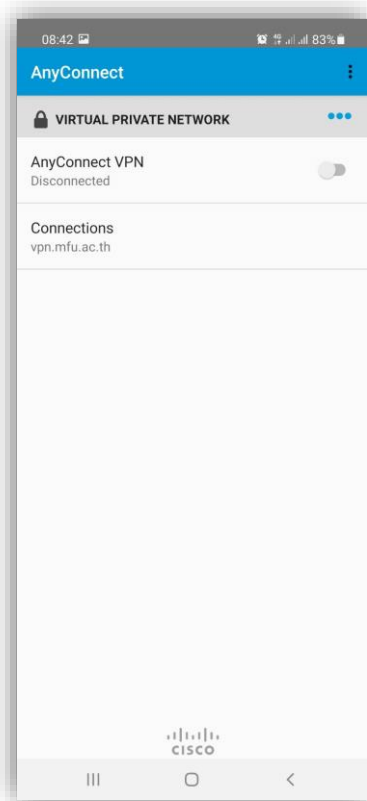 08:42 83%
AnyConnect
VIRTUAL PRIVATE NETWORK
AnyConnect VPN
Disconnected
Connections
vpn.mfu.ac.th
CISCO